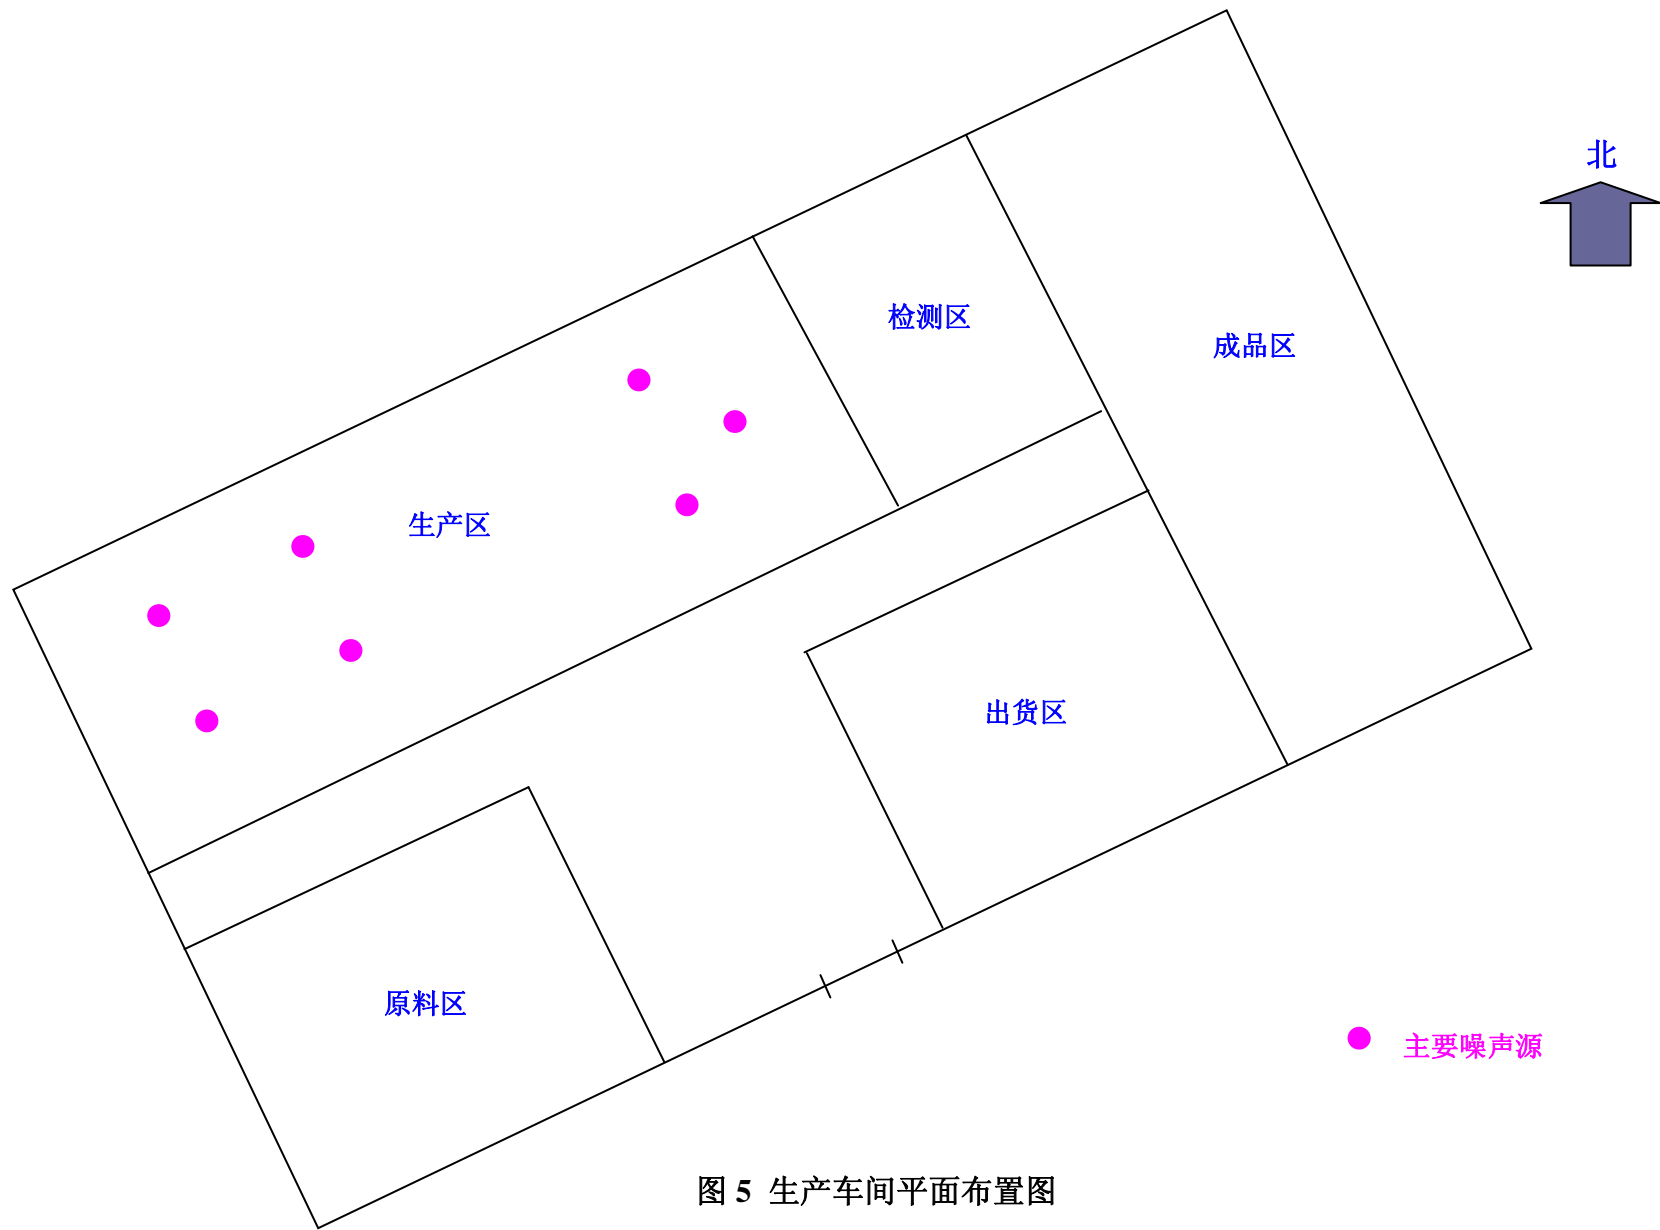 北
检测区
成品区
生产区
出货区
原料区
主要噪声源
图 5 生产车间平面布置图